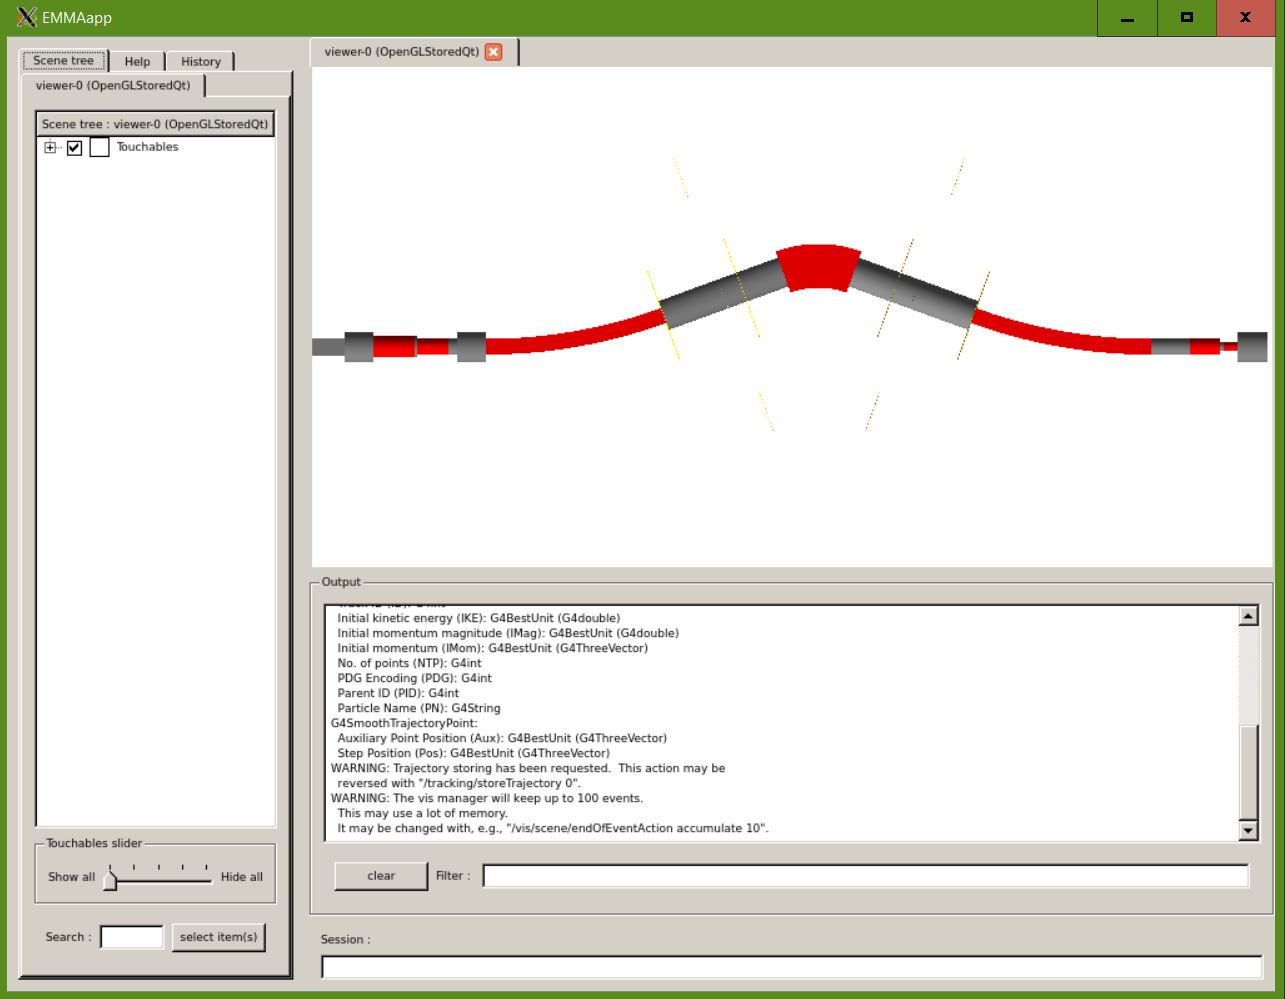 EMMAapp
Scene tree
Help
History
viewer-0 (OpenGLStoredQt)
Scene tree : viewer-0 (OpenGLStoredQt)
Touchables
Touchables slider
Show all
Hide all
Search :
select item(s)
viewer-0 (OpenGLStoredQt)
Output
Initial kinetic energy (IKE): G4BestUnit (G4double)
Initial momentum magnitude (IMag): G4BestUnit (G4double)
Initial momentum (IMom): G4BestUnit (G4ThreeVector)
No. of points (NTP): G4int
PDG Encoding (PDG): G4int
Parent ID (PID): G4int
Particle Name (PN): G4String
G4SmoothTrajectoryPoint:
Auxiliary Point Position (Aux): G4BestUnit (G4ThreeVector)
Step Position (Pos): G4BestUnit (G4ThreeVector)
WARNING: Trajectory storing has been requested.  This action may be
reversed with "/tracking/storeTrajectory 0".
WARNING: The vis manager will keep up to 100 events.
This may use a lot of memory.
It may be changed with, e.g., "/vis/scene/endOfEventAction accumulate 10".
clear
Filter :
Session :